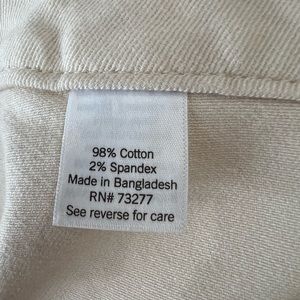 98% Cotton
2% Spandex
Made in Bangladesh
RN# 73277
See reverse for care